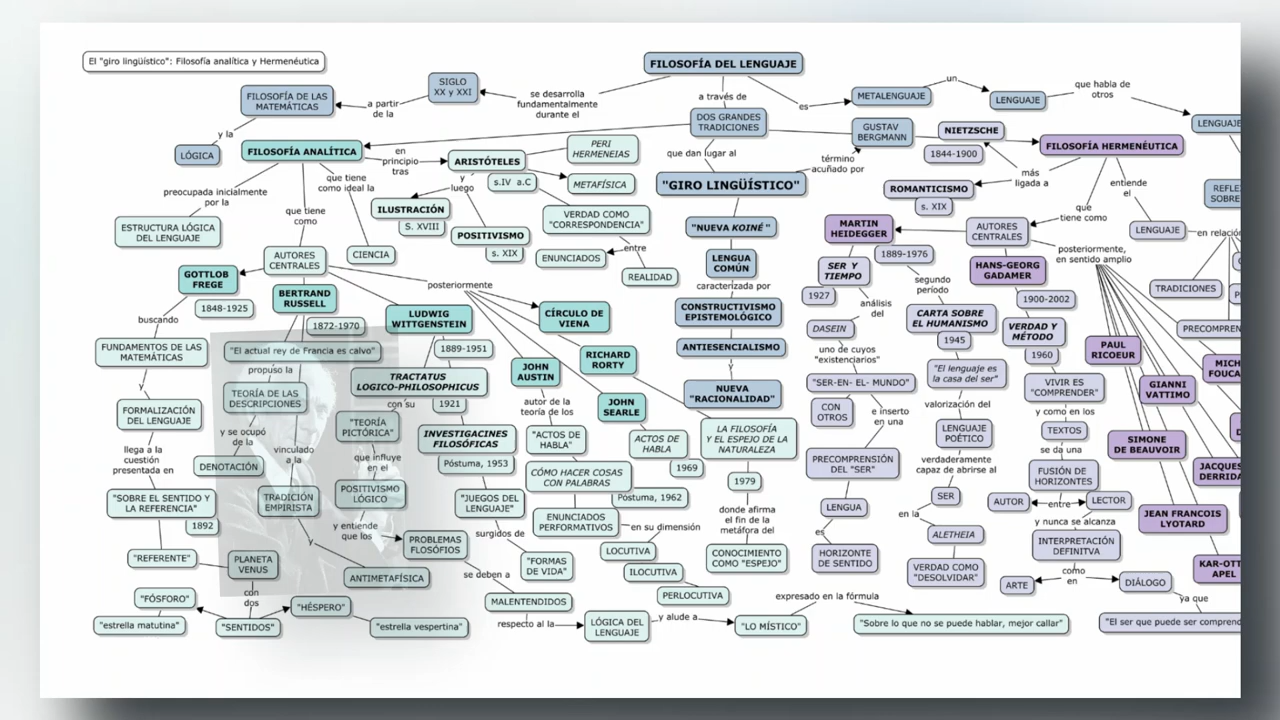 El "giro lingüístico": Filosofía analítica y Hermenéutica
FILOSOFÍA DEL LENGUAJE
se desarrolla
fundamentalmente
durante el
SIGLO
XX y XXI
a partir
de la
FILOSOFÍA DE LAS
MATEMÁTICAS
y la
LÓGICA
a través de
DOS GRANDES
TRADICIONES
es
METALENGUAJE
un
LENGUAJE
que habla de
otros
LENGUAJE
que dan lugar al
"GIRO LINGÜÍSTICO"
término
acuñado por
GUSTAV
BERGMANN
"NUEVA KOINÉ "
LENGUA
COMÚN
caracterizada por
CONSTRUCTIVISMO
EPISTEMOLÓGICO
ANTIESENCIALISMO
y
NUEVA
"RACIONALIDAD"
FILOSOFÍA ANALÍTICA
en
principio
tras
ARISTÓTELES
s.IV a.C
PERI
HERMENEIAS
METAFÍSICA
VERDAD COMO
"CORRESPONDENCIA"
entre
ENUNCIADOS
REALIDAD
y
luego
ILUSTRACIÓN
S. XVIII
POSITIVISMO
s. XIX
preocupada inicialmente
por la
ESTRUCTURA LÓGICA
DEL LENGUAJE
que tiene
como ideal la
CIENCIA
que tiene
como
AUTORES
CENTRALES
GOTTLOB
FREGE
1848-1925
buscando
FUNDAMENTOS DE LAS
MATEMÁTICAS
y
FORMALIZACIÓN
DEL LENGUAJE
llega a la
cuestión
presentada en
"SOBRE EL SENTIDO Y
LA REFERENCIA"
1892
"REFERENTE"
PLANETA
VENUS
con
dos
"SENTIDOS"
"FÓSFORO"
"estrella matutina"
"HÉSPERO"
"estrella vespertina"
BERTRAND
RUSSELL
1872-1970
"El actual rey de Francia es calvo"
propuso la
TEORÍA DE LAS
DESCRIPCIONES
y se ocupó
de la
DENOTACIÓN
vinculado
a la
TRADICIÓN
EMPIRISTA
y
ANTIMETAFÍSICA
posteriormente
LUDWIG
WITTGENSTEIN
1889-1951
TRACTATUS
LOGICO-PHILOSOPHICUS
1921
con su
"TEORÍA
PICTÓRICA"
que influye
en el
POSITIVISMO
LÓGICO
y entiende
que los
PROBLEMAS
FILOSÓFIOS
se deben a
MALENTENDIDOS
respecto al la
LÓGICA DEL
LENGUAJE
y alude a
"LO MÍSTICO"
expresado en la fórmula
"Sobre lo que no se puede hablar, mejor callar"
INVESTIGACINES
FILOSÓFICAS
Póstuma, 1953
"JUEGOS DEL
LENGUAJE"
surgidos de
"FORMAS
DE VIDA"
CÍRCULO DE
VIENA
JOHN
AUSTIN
autor de la
teoría de los
"ACTOS DE
HABLA"
CÓMO HACER COSAS
CON PALABRAS
Póstuma, 1962
ENUNCIADOS
PERFORMATIVOS
en su dimensión
LOCUTIVA
ILOCUTIVA
PERLOCUTIVA
JOHN
SEARLE
ACTOS DE
HABLA
1969
RICHARD
RORTY
LA FILOSOFÍA
Y EL ESPEJO DE LA
NATURALEZA
1979
donde afirma
el fin de la
metáfora del
CONOCIMIENTO
COMO "ESPEJO"
FILOSOFÍA HERMENÉUTICA
más
ligada a
NIETZSCHE
1844-1900
ROMANTICISMO
s. XIX
entiende
el
LENGUAJE
en relació
TRADICIONES
PRECOMPREN
REFLE
SOBRE
que
tiene como
AUTORES
CENTRALES
MARTIN
HEIDEGGER
1889-1976
SER Y
TIEMPO
1927
análisis
del
DASEIN
uno de cuyos
"existenciarios"
"SER-EN- EL- MUNDO"
CON
OTROS
e inserto
en una
PRECOMPRENSIÓN
DEL "SER"
LENGUA
es
HORIZONTE
DE SENTIDO
segundo
período
CARTA SOBRE
EL HUMANISMO
1945
"El lenguaje es
la casa del ser"
valorización del
LENGUAJE
POÉTICO
verdaderamente
capaz de abrirse al
SER
en la
ALETHEIA
VERDAD COMO
"DESOLVIDAR"
HANS-GEORG
GADAMER
1900-2002
VERDAD Y
MÉTODO
1960
VIVIR ES
"COMPRENDER"
y como en los
TEXTOS
se da una
FUSIÓN DE
HORIZONTES
AUTOR
entre
LECTOR
y nunca se alcanza
INTERPRETACIÓN
DEFINITVA
como
en
ARTE
DIÁLOGO
ya que
"El ser que puede ser comprend
posteriormente,
en sentido amplio
PAUL
RICOEUR
GIANNI
VATTIMO
SIMONE
DE BEAUVOIR
JEAN FRANCOIS
LYOTARD
MICH
FOUCA
JACQUES
DERRIDA
KAR-OTT
APEL